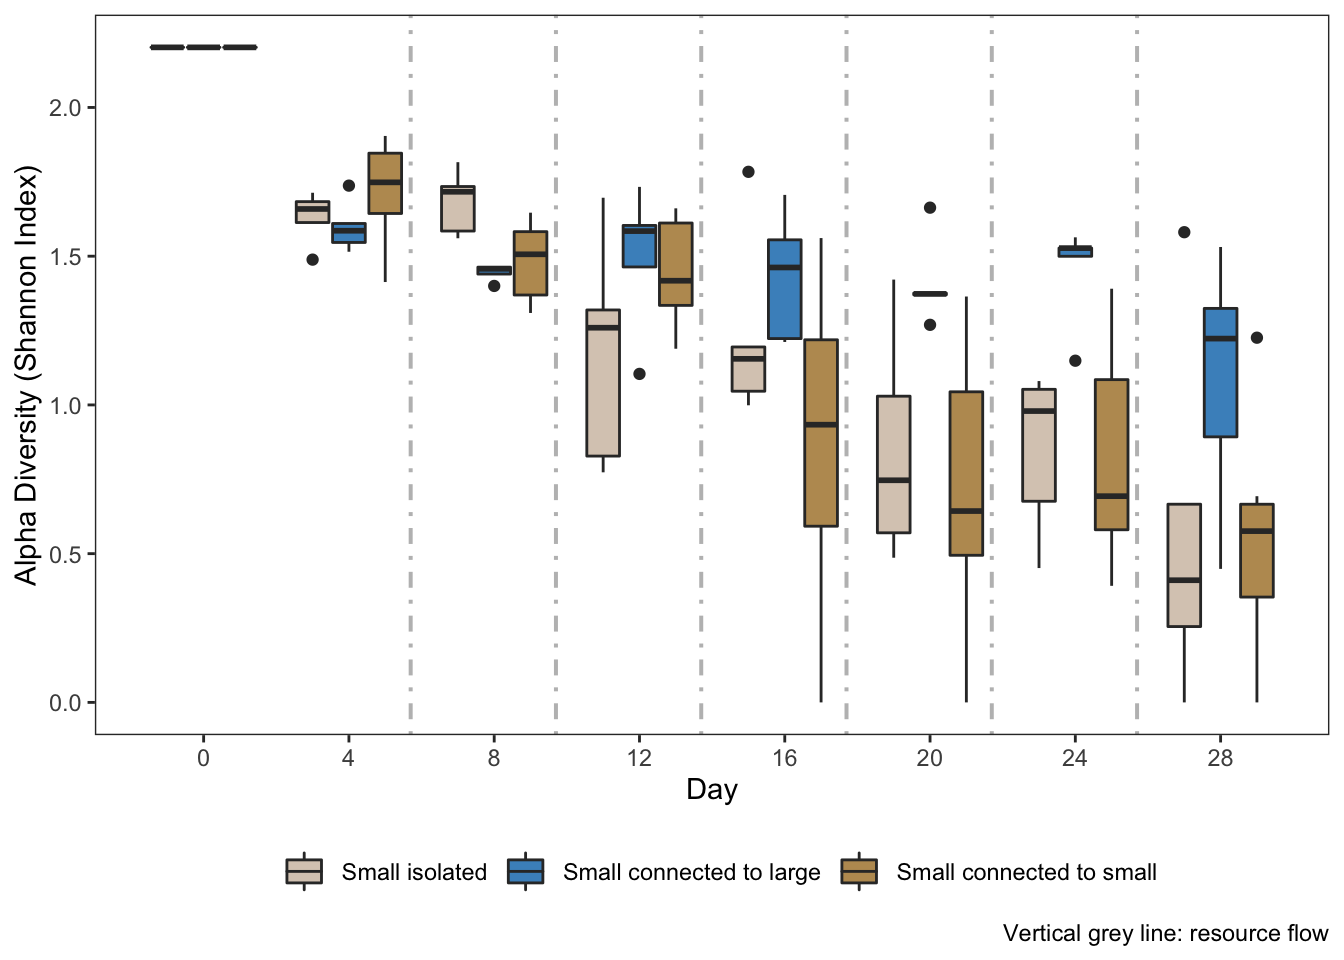 Alpha Diversity (Shannon Index)
2.0
1.5
1.0
0.5
0.0
0 4 8 12 16 20 24 28
Day
Small isolated Small connected to large Small connected to small
Vertical grey line: resource flow